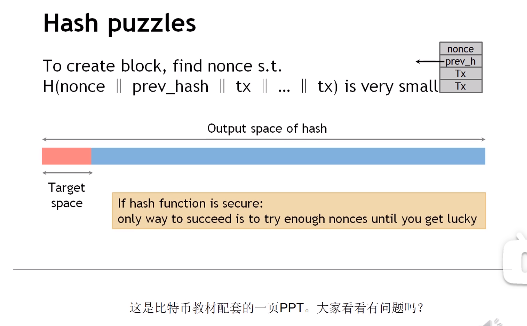 Hash puzzles
nonce
prev_h
Tx
Tx
To create block, find nonce s.t.
H(nonce ‖ prev_hash ‖ tx ‖ … ‖ tx) is very small
Output space of hash
Target
space
If hash function is secure:
only way to succeed is to try enough nonces until you get lucky
这是比特币教材配套的一页PPT。大家看看有问题吗？